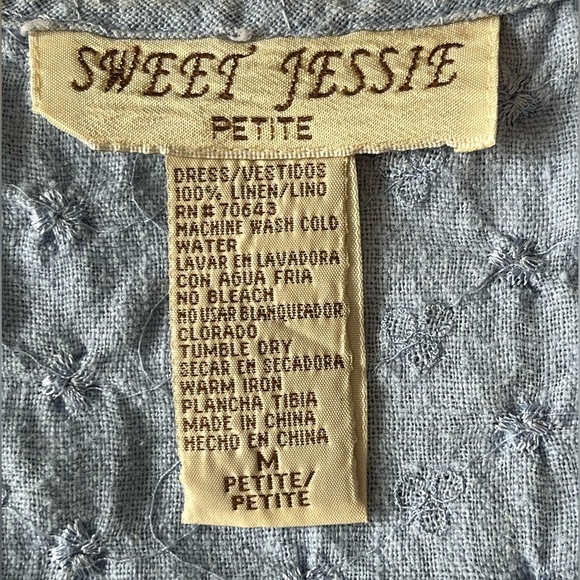 SWEET JESSIE
PETITE
DRESS/VESTIDOS
100% LINEN/LINO
RN# 70643
MACHINE WASH COLD
WATER
LAVAR EN LAVADORA
CON AGUA FRIA
NO BLEACH
NO USAR BLANQUEADOR
CLORADO
TUMBLE DRY
SECAR EN SECADORA
WARM IRON
PLANCHA TIBIA
MADE IN CHINA
HECHO EN CHINA
M
PETITE/
PETITE